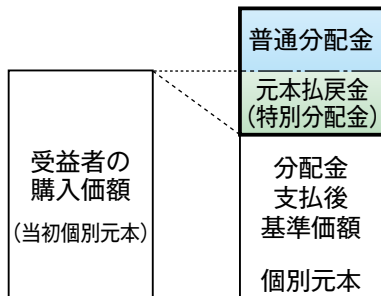 普通分配金
元本払戻金
(特別分配金)
受益者の
購入価額
(当初個別元本)
分配金
支払後
基準価額
個別元本